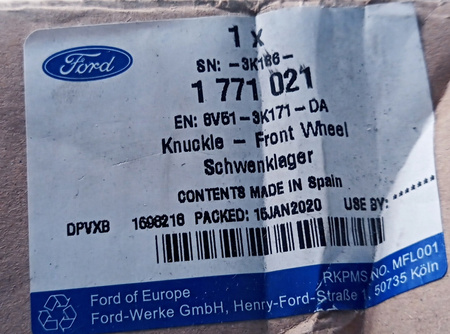 Ford
1 x
SN: -3K186-
1 771 021
EN: 8V51-3K171-DA
Knuckle - Front Wheel
Schwenklager
CONTENTS MADE IN Spain
DPVXB 1698218 PACKED: 15JAN2020 USE BY: *******
RKPMS NO. MFL001
Ford of Europe
Ford-Werke GmbH, Henry-Ford-Straße 1, 50735 Köln